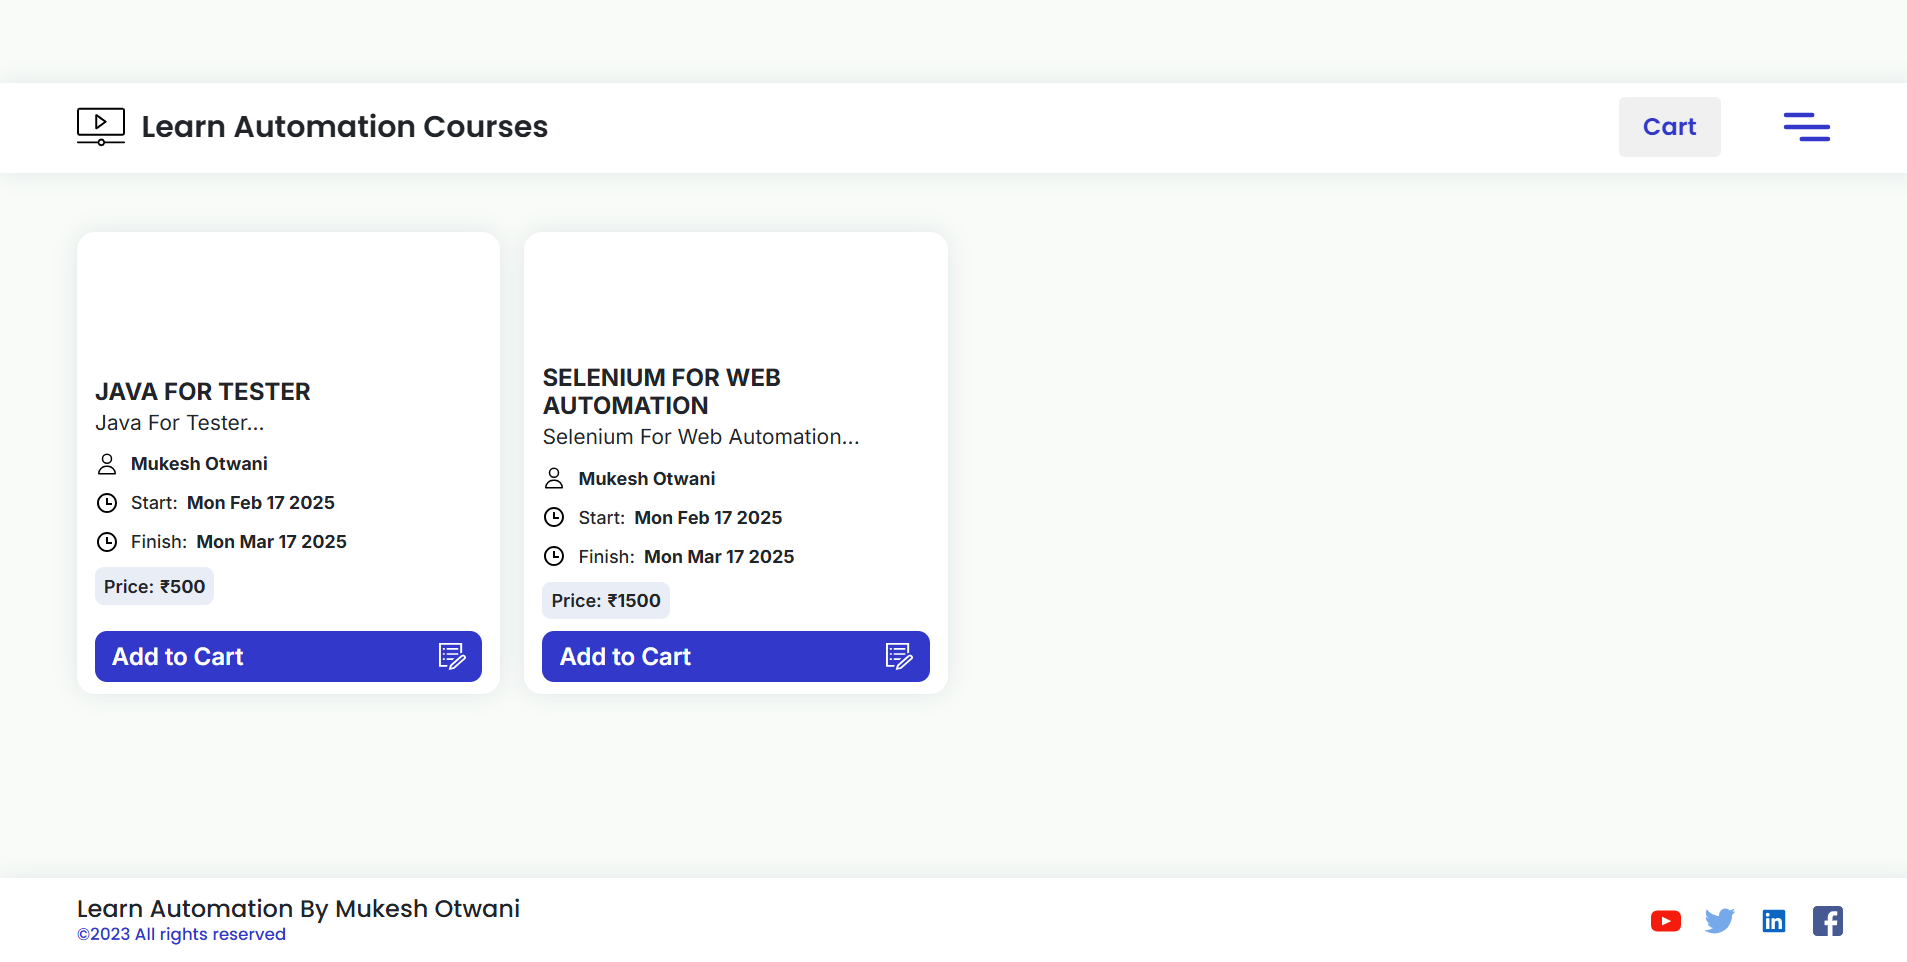 Learn Automation Courses
Cart
JAVA FOR TESTER
Java For Tester...
Mukesh Otwani
Start: Mon Feb 17 2025
Finish: Mon Mar 17 2025
Price: ₹500
Add to Cart
SELENIUM FOR WEB
AUTOMATION
Selenium For Web Automation...
Mukesh Otwani
Start: Mon Feb 17 2025
Finish: Mon Mar 17 2025
Price: ₹1500
Add to Cart
Learn Automation By Mukesh Otwani
©2023 All rights reserved